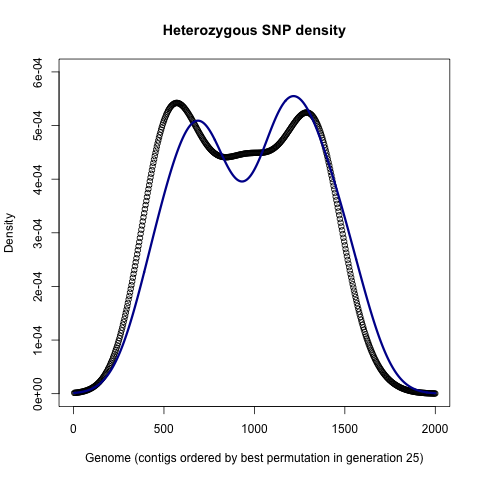 Heterozygous SNP density
6e-04
5e-04
4e-04
3e-04
2e-04
1e-04
0e+00
Density
0 500 1000 1500 2000
Genome (contigs ordered by best permutation in generation 25)